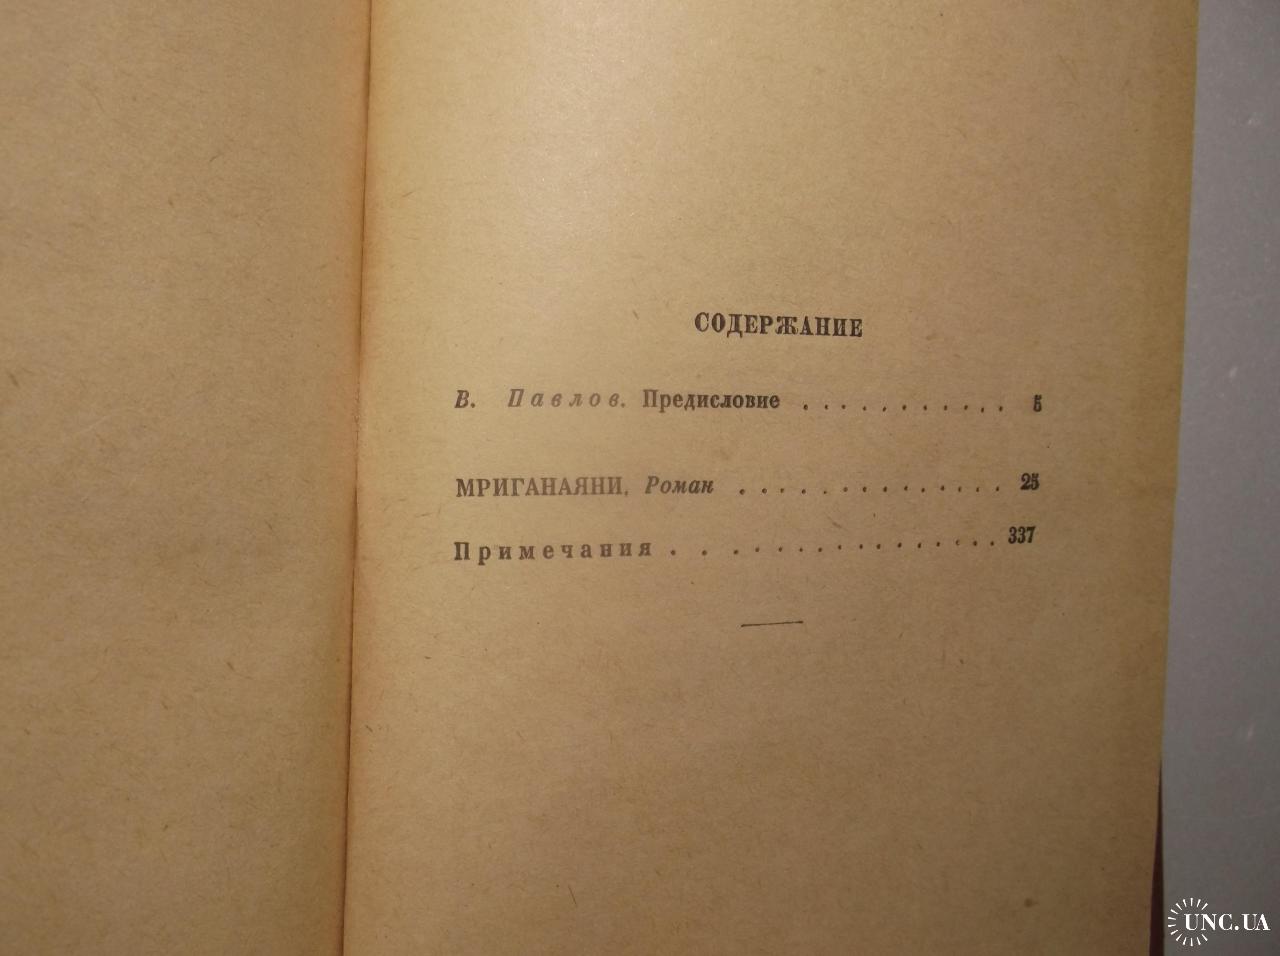 СОДЕРЖАНИЕ
В. Павлов. Предисловие . . . . . . . . . . . 5
МРИГАНАЯНИ, Роман . . . . . . . . . . . . . . 25
Примечания . . . . . . . . . . . . . . . . 337
UNC.UA